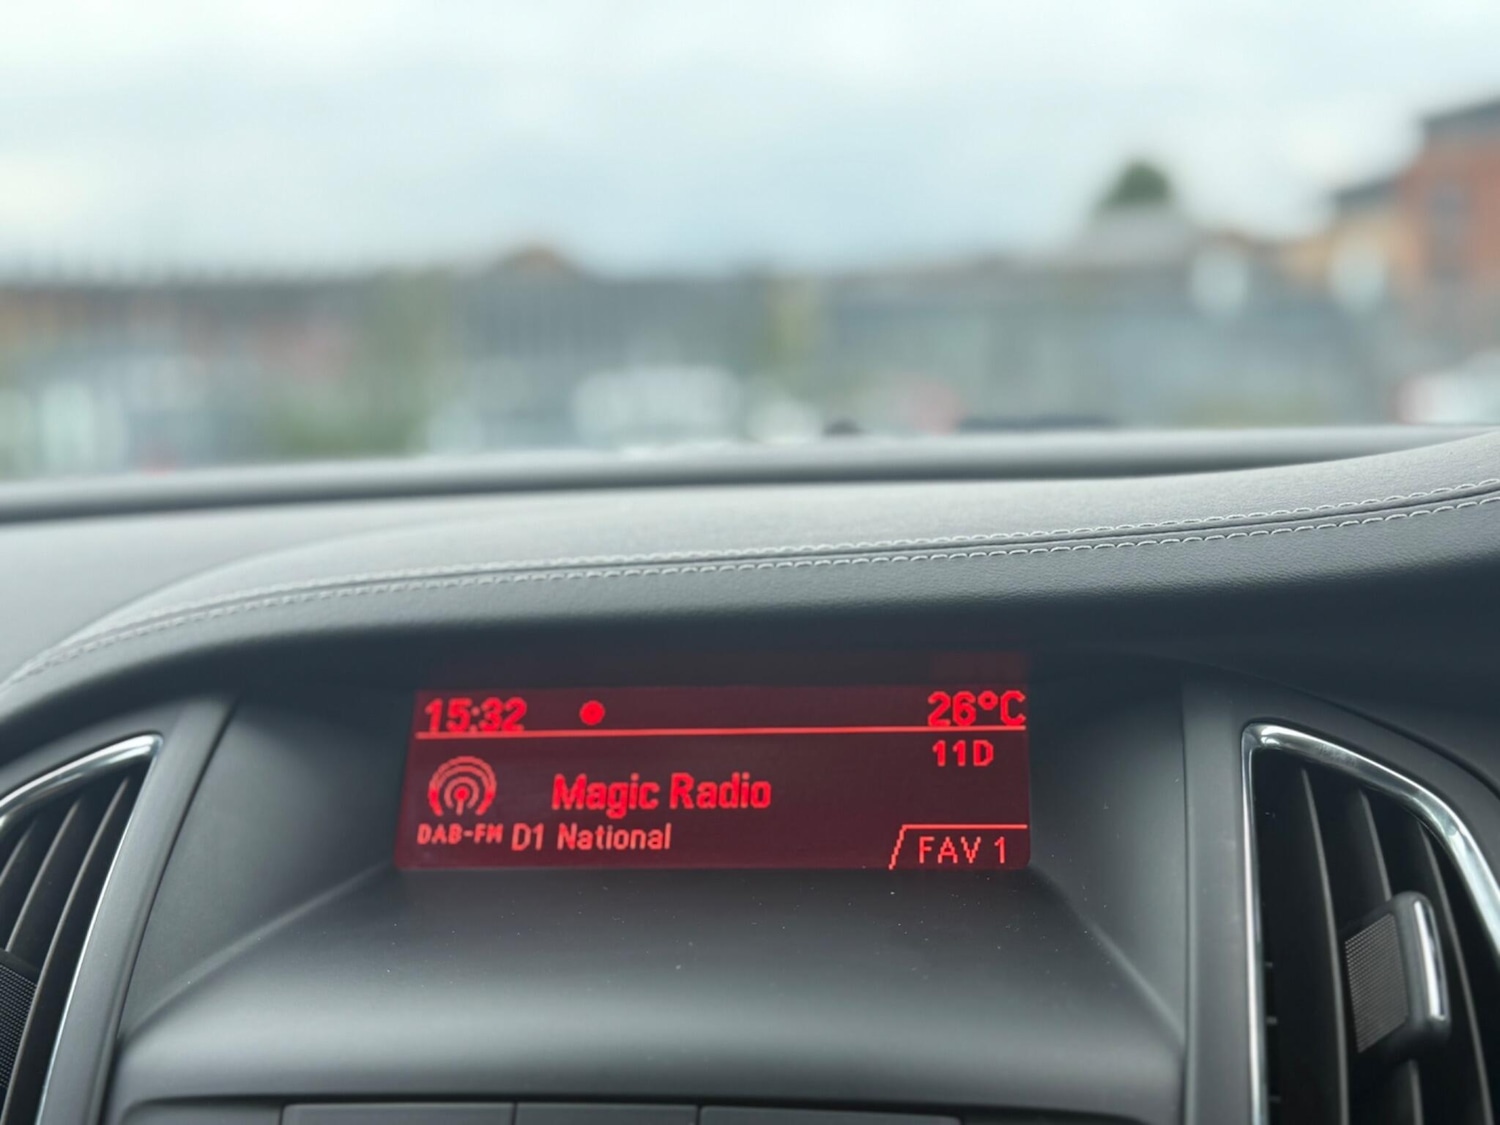 15:32 26°C
11D
Magic Radio
DAB-FM D1 National
FAV 1